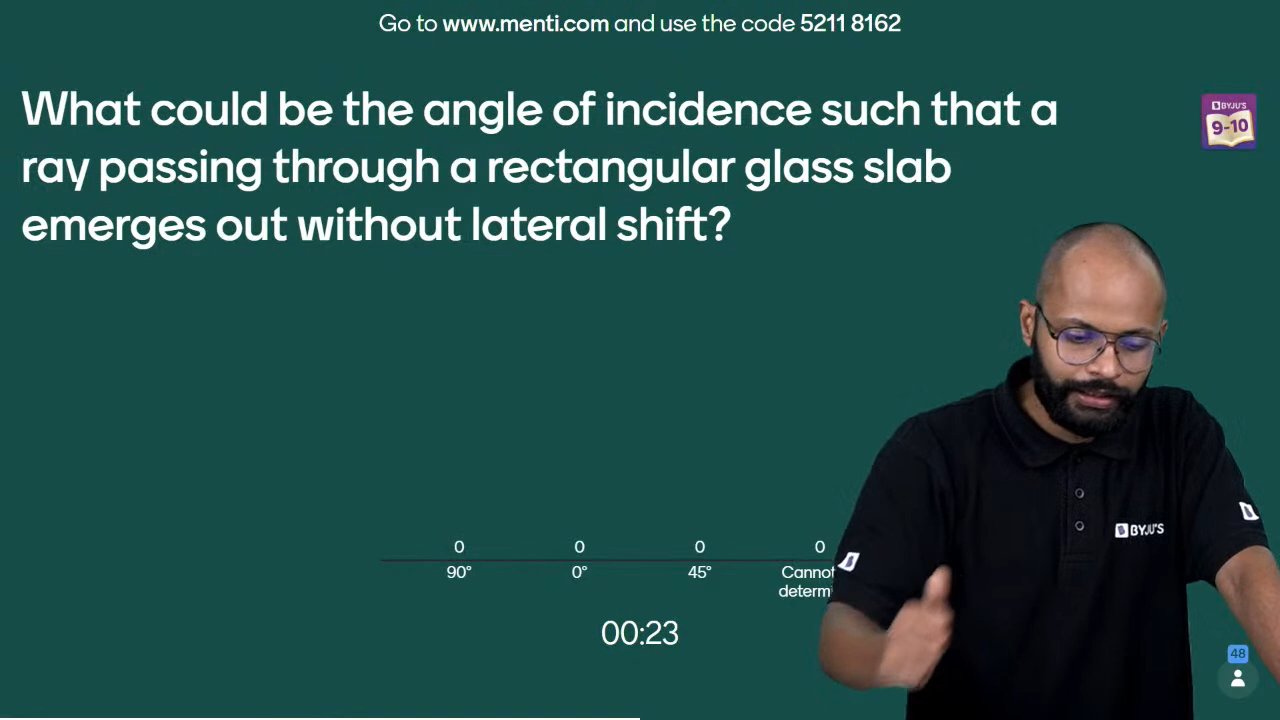 Go to www.menti.com and use the code 5211 8162
What could be the angle of incidence such that a
ray passing through a rectangular glass slab
emerges out without lateral shift?
BYJU'S
9-10
0 0 0 0
90° 0° 45° Cannot
00:23
BYJU'S
48